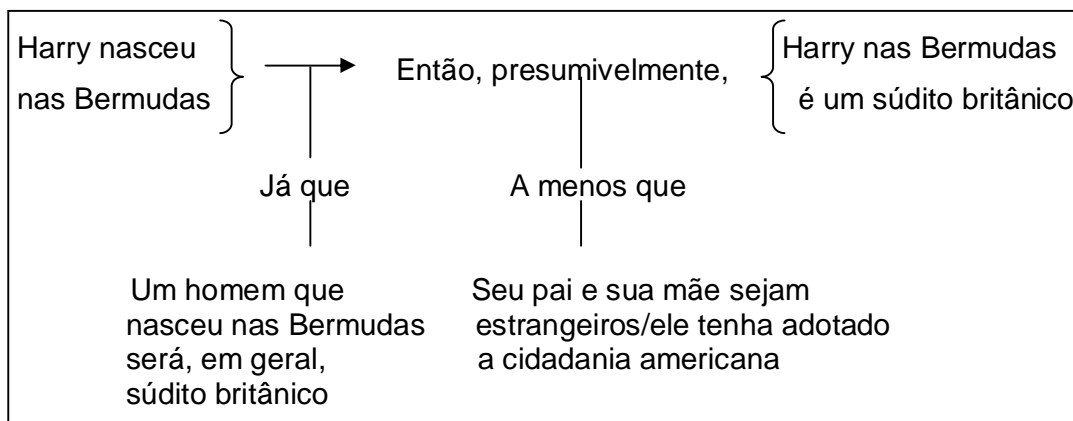 Harry nasceu
nas Bermudas
Então, presumivelmente,
Harry nas Bermudas
é um súdito britânico
Já que
A menos que
Um homem que
nasceu nas Bermudas
será, em geral,
súdito britânico
Seu pai e sua mãe sejam
estrangeiros/ele tenha adotado
a cidadania americana